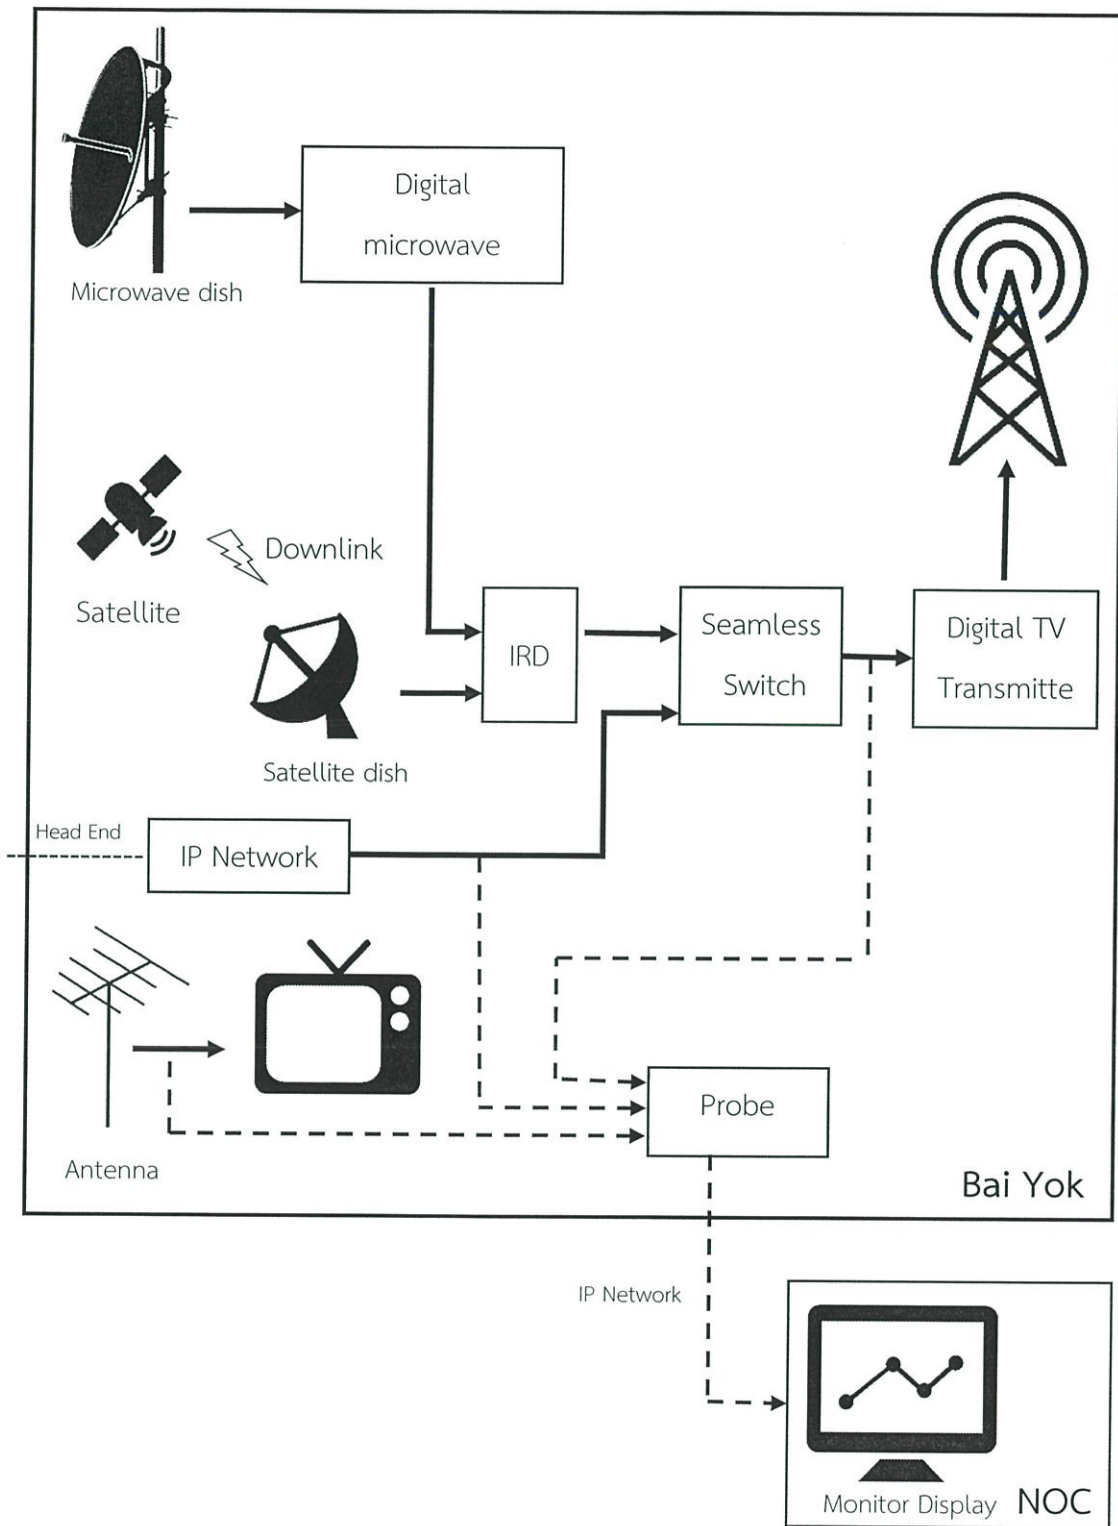 Digital
microwave
Microwave dish
Downlink
Satellite
IRD
Seamless
Switch
Digital TV
Transmitte
Satellite dish
Head End
IP Network
Probe
Antenna
Bai Yok
IP Network
Monitor Display
NOC